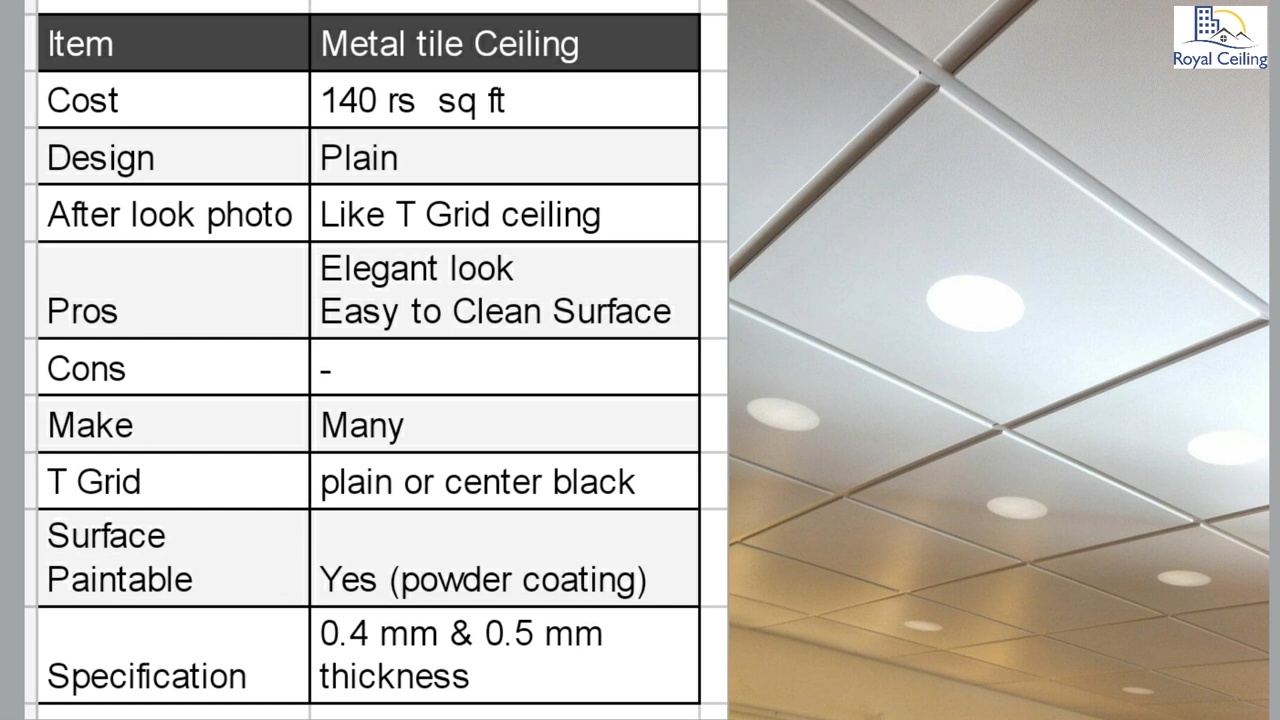 Item Metal tile Ceiling
Cost 140 rs sq ft
Design Plain
After look photo Like T Grid ceiling
Pros Elegant look
Easy to Clean Surface
Cons -
Make Many
T Grid plain or center black
Surface
Paintable Yes (powder coating)
Specification 0.4 mm & 0.5 mm
thickness
Royal Ceiling